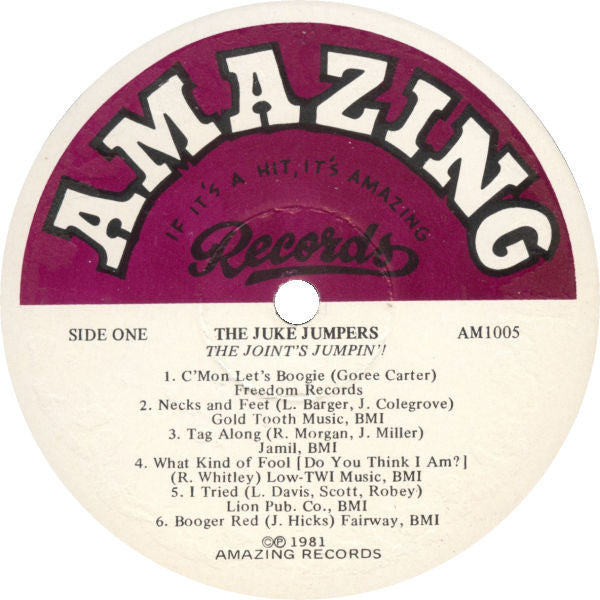 AMAZING
IF IT'S A HIT, IT'S AMAZING
Records
SIDE ONE THE JUKE JUMPERS AM1005
THE JOINT'S JUMPIN'!
1. C'Mon Let's Boogie (Goree Carter)
Freedom Records
2. Necks and Feet (L. Barger, J. Colegrove)
Gold Tooth Music, BMI
3. Tag Along (R. Morgan, J. Miller)
Jamil, BMI
4. What Kind of Fool [Do You Think I Am?]
(R. Whitley) Low-TWI Music, BMI
5. I Tried (L. Davis, Scott, Robey)
Lion Pub. Co., BMI
6. Booger Red (J. Hicks) Fairway, BMI
©℗ 1981
AMAZING RECORDS